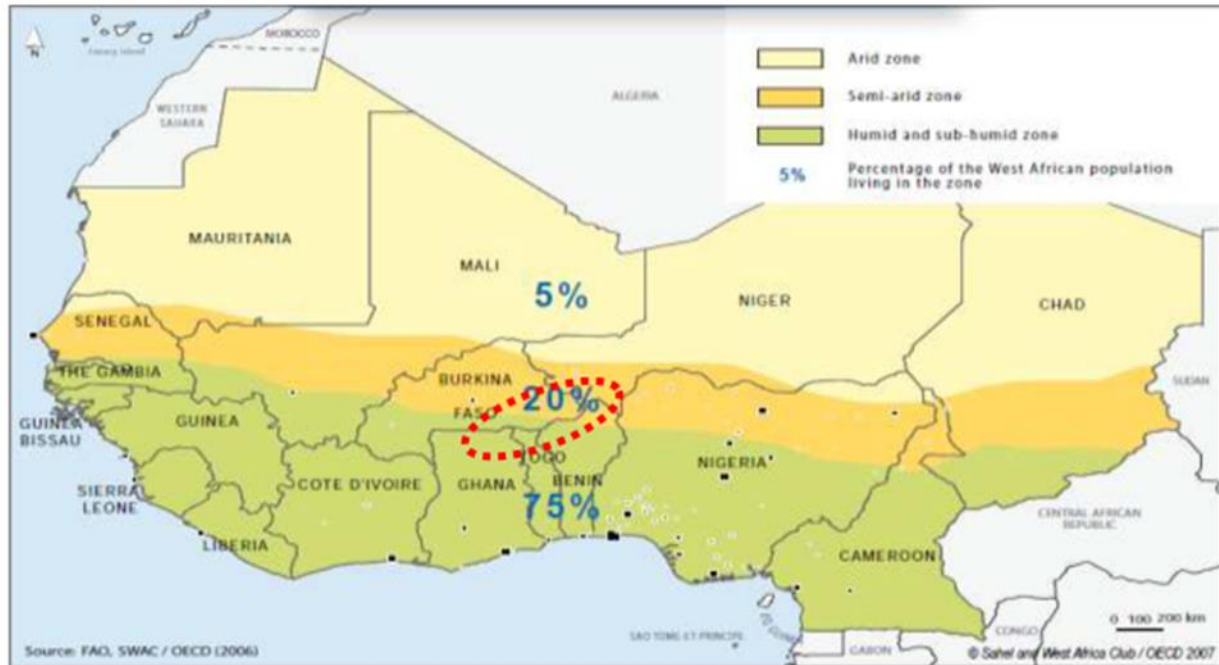 N
Canary Island
MOROCCO
WESTERN
SAHARA
ALGERIA
Arid zone
Semi-arid zone
Humid and sub-humid zone
5%
Percentage of the West African population
living in the zone
MAURITANIA
MALI
5%
NIGER
CHAD
SENEGAL
THE GAMBIA
GUINEA
BISSAU
GUINEA
SIERRA
LEONE
LIBERIA
COTE D'IVOIRE
BURKINA
FASO
20%
GHANA
TOGO
BENIN
75%
NIGERIA
SUDAN
CENTRAL AFRICAN
REPUBLIC
CAMEROON
SAO TOME ET PRINCIPE
GABON
CONGO
0 100 200 km
Source: FAO, SWAC / OECD (2006)
© Sahel and West Africa Club / OECD 2007